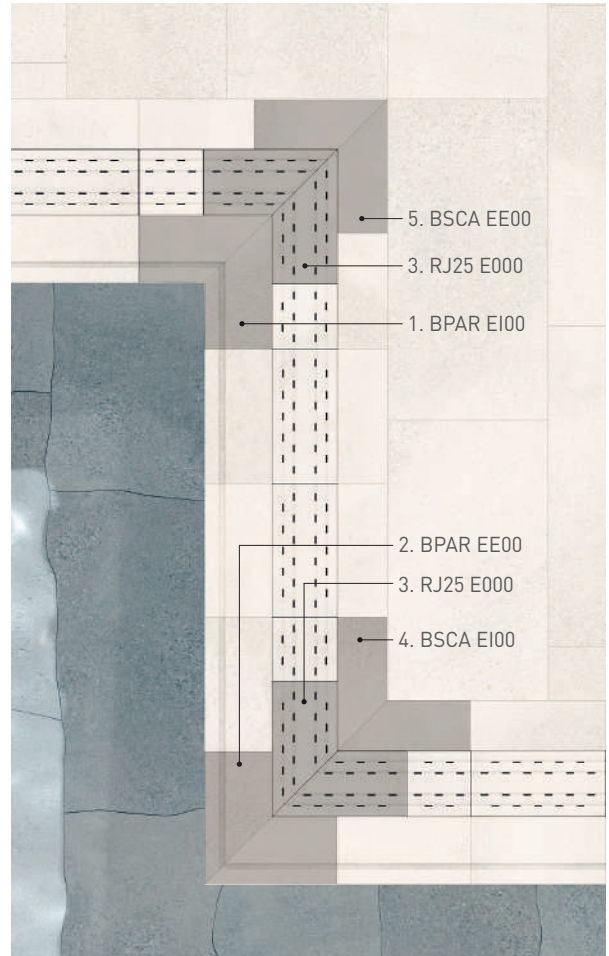 5. BSCA EE00
3. RJ25 E000
1. BPAR EI00
2. BPAR EE00
3. RJ25 E000
4. BSCA EI00